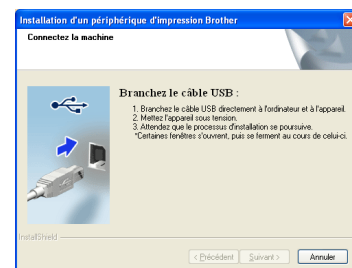 Installation d'un périphérique d'impression Brother
Connectez la machine
Branchez le câble USB :
1. Branchez le câble USB directement à l'ordinateur et à l'appareil.
2. Mettez l'appareil sous tension.
3. Attendez que le processus d'installation se poursuive.
*Certaines fenêtres s'ouvrent, puis se ferment au cours de celui-ci.
InstallShield
< Précédent Suivant > Annuler